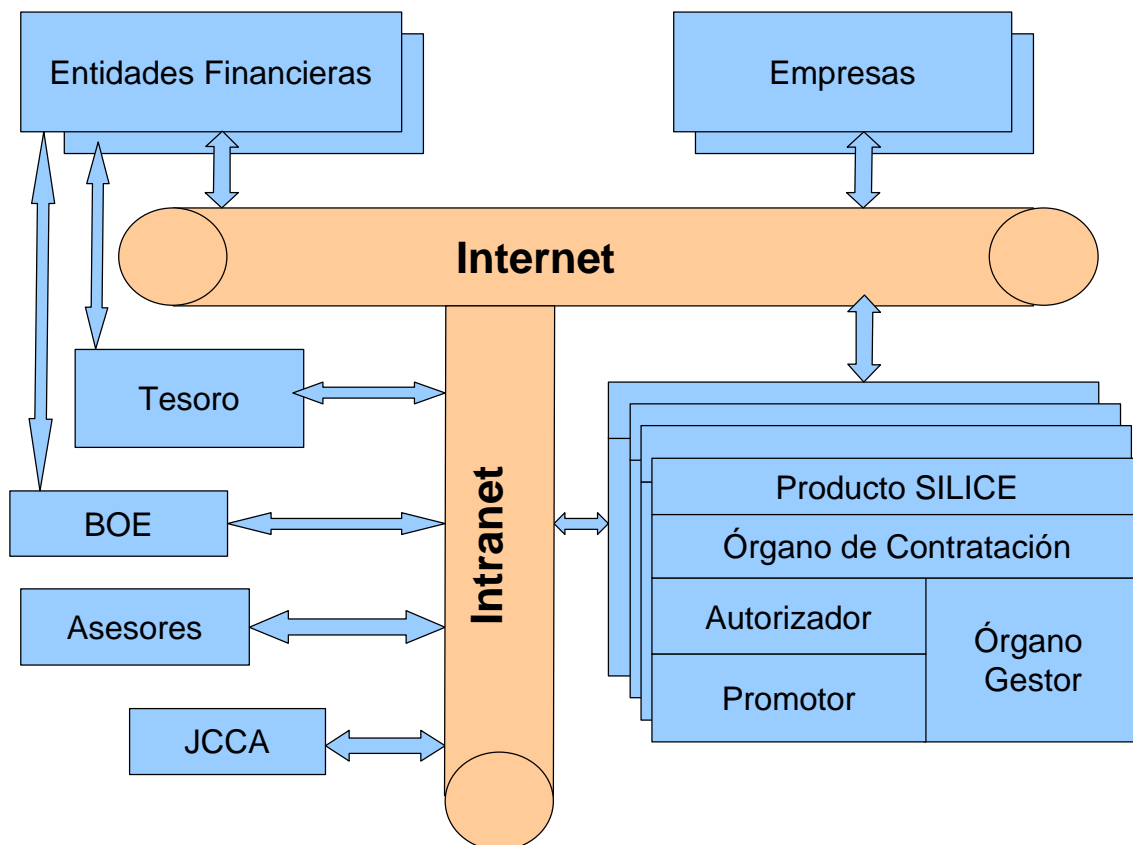 Entidades Financieras
Empresas
Internet
Tesoro
Intranet
BOE
Asesores
JCCA
Producto SILICE
Órgano de Contratación
Autorizador
Promotor
Órgano
Gestor